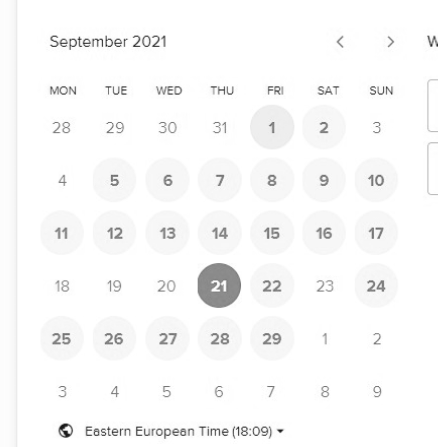 September 2021
W
MON TUE WED THU FRI SAT SUN
28 29 30 31 1 2 3
4 5 6 7 8 9 10
11 12 13 14 15 16 17
18 19 20 21 22 23 24
25 26 27 28 29 1 2
3 4 5 6 7 8 9
Eastern European Time (18:09)